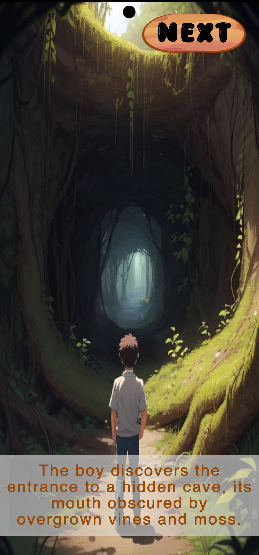 NEXT
The boy discovers the
entrance to a hidden cave, its
mouth obscured by
overgrown vines and moss.